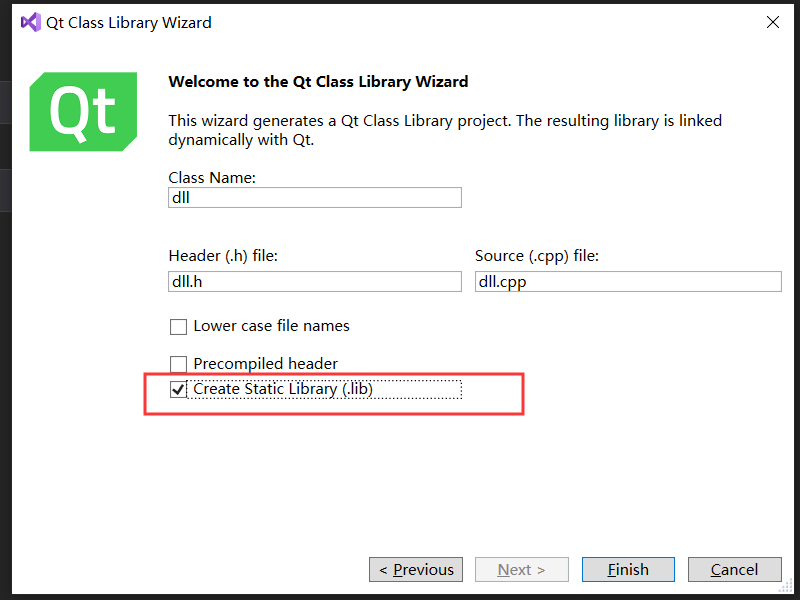 Qt Class Library Wizard
Qt
Welcome to the Qt Class Library Wizard
This wizard generates a Qt Class Library project. The resulting library is linked
dynamically with Qt.
Class Name:
dll
Header (.h) file:
Source (.cpp) file:
dll.h
dll.cpp
Lower case file names
Precompiled header
Create Static Library (.lib)
< Previous
Next >
Finish
Cancel